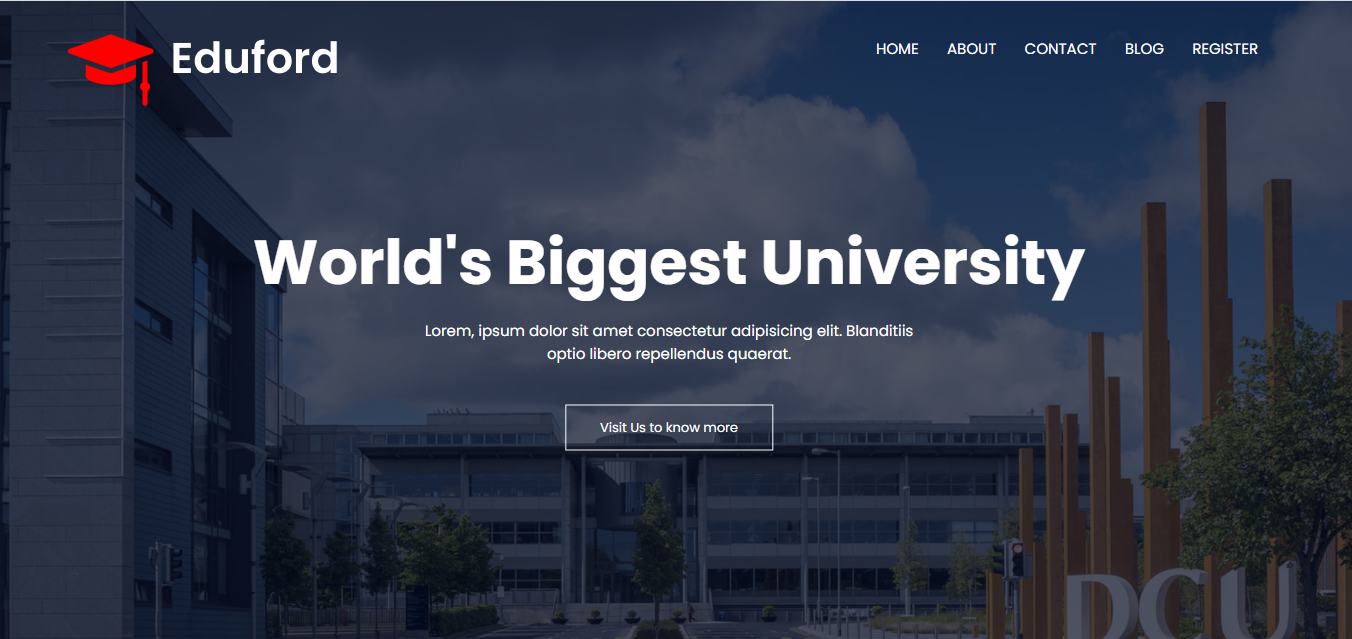 Eduford
HOME ABOUT CONTACT BLOG REGISTER
World's Biggest University
Lorem, ipsum dolor sit amet consectetur adipisicing elit. Blanditiis
optio libero repellendus quaerat.
Visit Us to know more
DCU